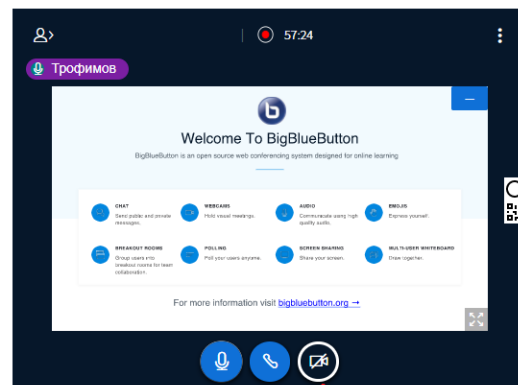 57:24
Трофимов
Welcome To BigBlueButton
BigBlueButton is an open source web conferencing system designed for online learning
CHAT
Send public and private
messages.
WEBCAMS
Hold visual meetings.
AUDIO
Communicate using high
quality audio.
EMOJIS
Express yourself.
BREAKOUT ROOMS
Group users into
breakout rooms for team
collaboration.
POLLING
Poll your users anyime.
SCREEN SHARING
Share your screen.
MULTI-USER WHITEBOARD
Draw together.
For more information visit bigbluebutton.org →